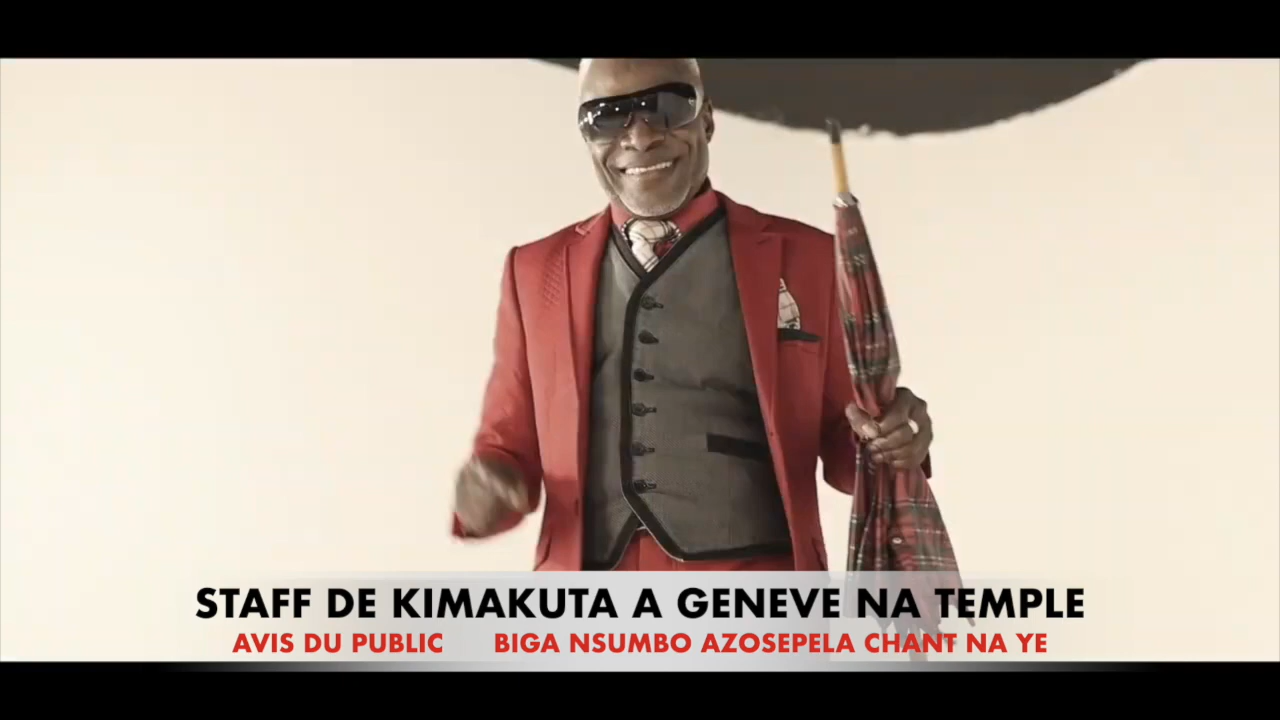 STAFF DE KIMAKUTA A GENEVE NA TEMPLE
AVIS DU PUBLIC BIGA NSUMBO AZOSEPELA CHANT NA YE